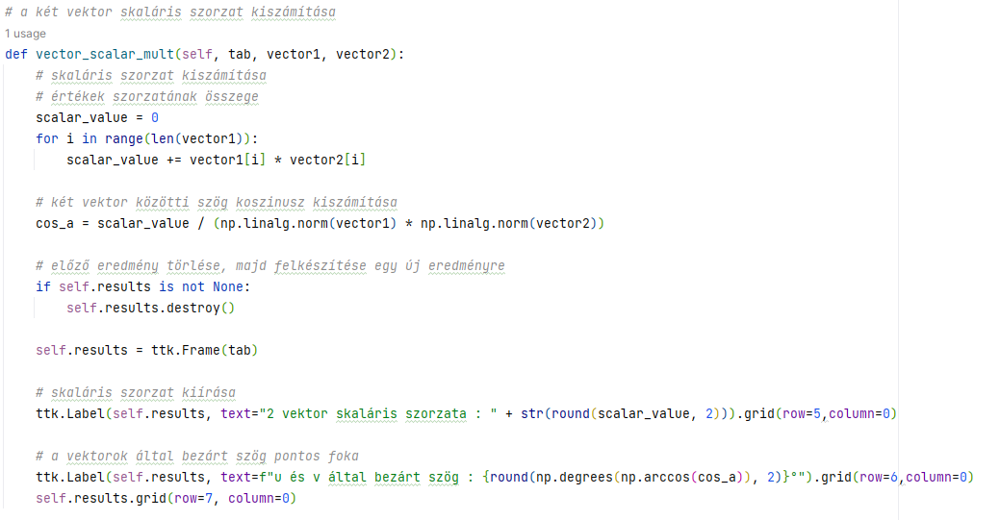 # a két vektor skaláris szorzat kiszámítása
1 usage
def vector_scalar_mult(self, tab, vector1, vector2):
    # skaláris szorzat kiszámítása
    # értékek szorzatának összege
    scalar_value = 0
    for i in range(len(vector1)):
        scalar_value += vector1[i] * vector2[i]

    # két vektor közötti szög koszinusz kiszámítása
    cos_a = scalar_value / (np.linalg.norm(vector1) * np.linalg.norm(vector2))

    # előző eredmény törlése, majd felkészítése egy új eredményre
    if self.results is not None:
        self.results.destroy()

    self.results = ttk.Frame(tab)

    # skaláris szorzat kiírása
    ttk.Label(self.results, text="2 vektor skaláris szorzata : " + str(round(scalar_value, 2))).grid(row=5,column=0)

    # a vektorok által bezárt szög pontos foka
    ttk.Label(self.results, text=f"u és v által bezárt szög : {round(np.degrees(np.arccos(cos_a)), 2)}°").grid(row=6,column=0)
    self.results.grid(row=7, column=0)